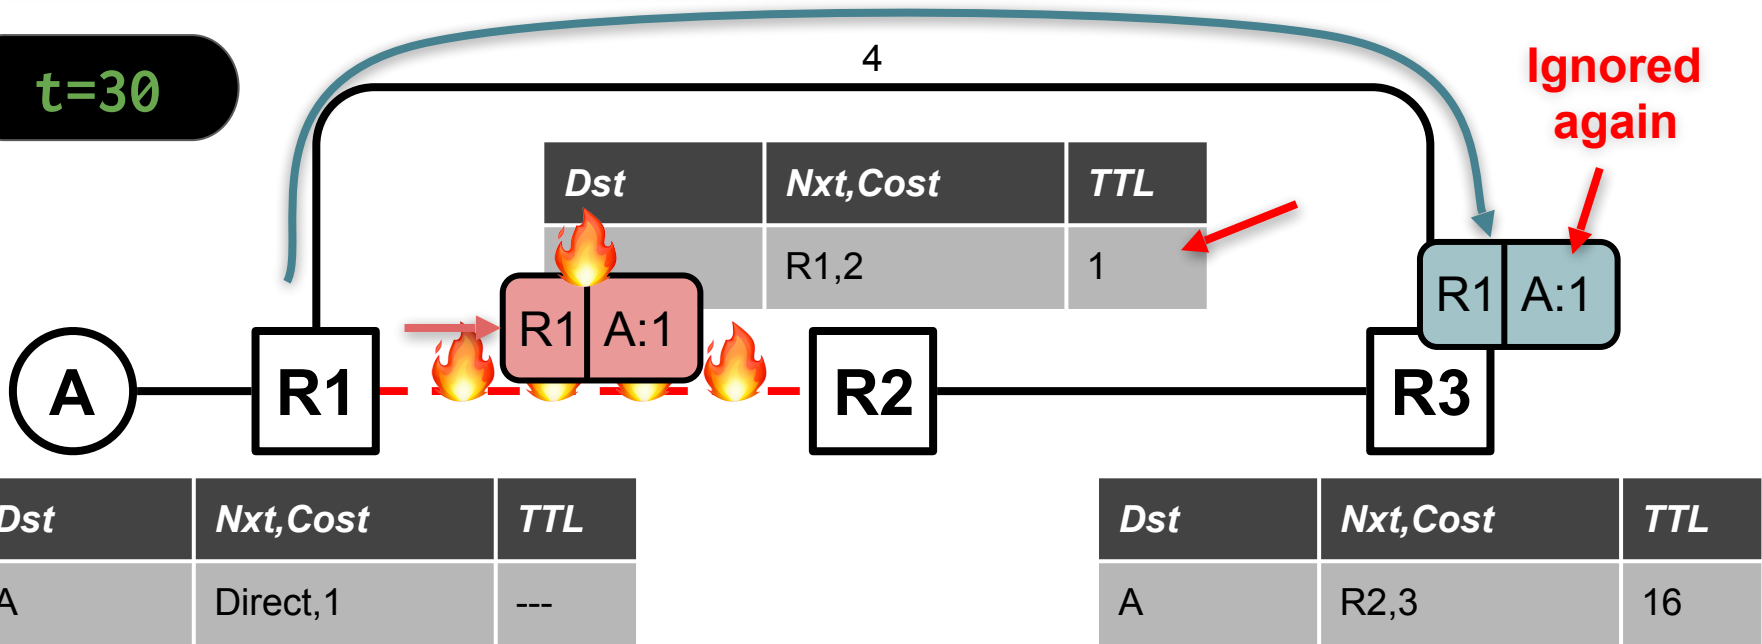 t=30
4
Ignored
again
Dst Nxt,Cost TTL
R1,2 1
R1 A:1
R1 A:1
A R1 R2 R3
Dst Nxt,Cost TTL
A Direct,1 ---
Dst Nxt,Cost TTL
A R2,3 16